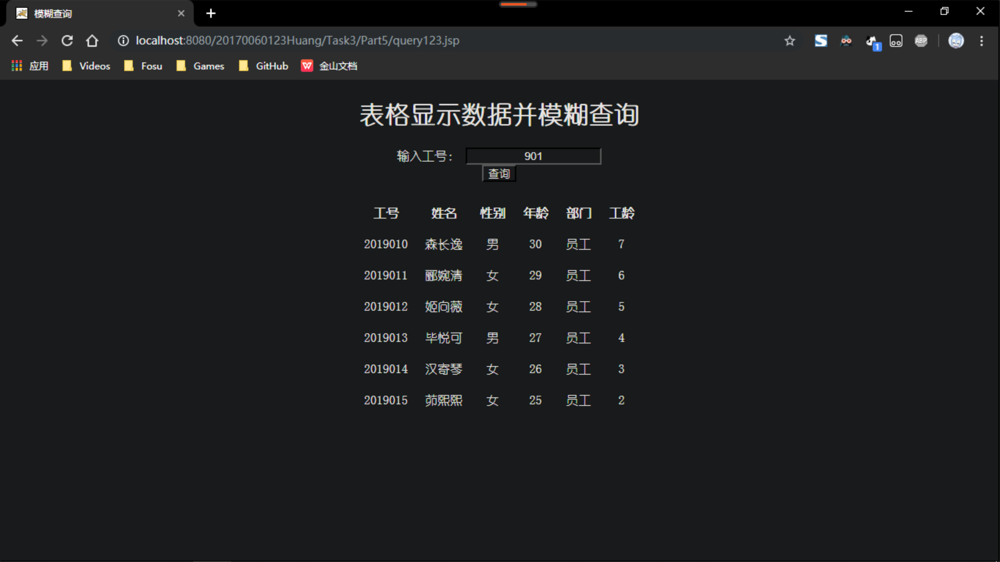 模糊查询
localhost:8080/20170060123Huang/Task3/Part5/query123.jsp
1
ABP
应用 Videos Fosu Games GitHub 金山文档
表格显示数据并模糊查询
输入工号： 901
查询
工号 姓名 性别 年龄 部门 工龄
2019010 森长逸 男 30 员工 7
2019011 郦婉清 女 29 员工 6
2019012 姬向薇 女 28 员工 5
2019013 毕悦可 男 27 员工 4
2019014 汉寄琴 女 26 员工 3
2019015 茆熙熙 女 25 员工 2